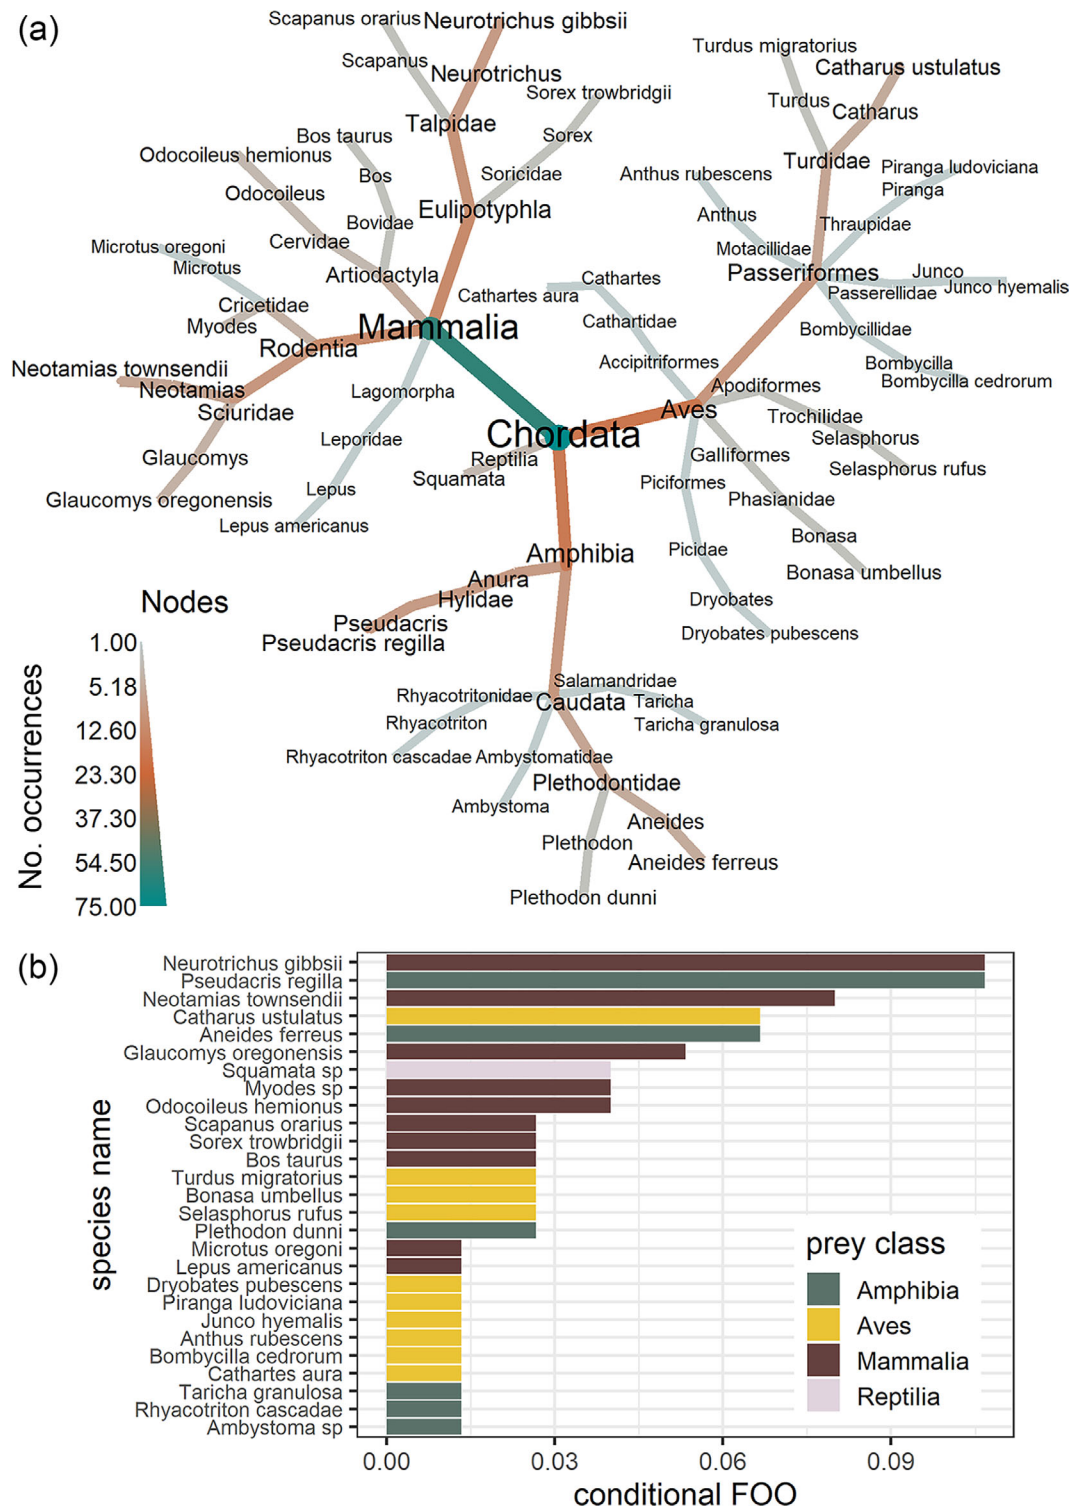 (a)
Scapanus orarius
Neurotrichus gibbsii
Turdus migratorius
Scapanus
Catharus ustulatus
Neurotrichus
Sorex trowbridgii
Turdus
Catharus
Talpidae
Bos taurus
Sorex
Odocoileus hemionus
Turdidae
Piranga ludoviciana
Bos
Soricidae
Anthus rubescens
Piranga
Odocoileus
Eulipotyphla
Anthus
Bovidae
Thraupidae
Cervidae
Microtus oregoni
Motacillidae
Microtus
Artiodactyla
Cathartes
Passeriformes
Junco
Cathartes aura
Passerellidae
Junco hyemalis
Cricetidae
Myodes
Mammalia
Cathartidae
Bombycillidae
Rodentia
Accipitriformes
Neotamias townsendii
Bombycilla
Neotamias
Lagomorpha
Apodiformes
Bombycilla cedrorum
Sciuridae
Aves
Trochilidae
Chordata
Leporidae
Selasphorus
Glaucomys
Reptilia
Galliformes
Squamata
Piciformes
Selasphorus rufus
Glaucomys oregonensis
Lepus
Phasianidae
Lepus americanus
Bonasa
Amphibia
Picidae
Bonasa umbellus
Anura
Hylidae
Dryobates
Pseudacris
Dryobates pubescens
Pseudacris regilla
Salamandridae
Rhyacotritonidae
Caudata
Taricha
Rhyacotriton
Taricha granulosa
Rhyacotriton cascadae
Ambystomatidae
Plethodontidae
Ambystoma
Aneides
Plethodon
Aneides ferreus
Plethodon dunni
Nodes
No. occurrences
1.00
5.18
12.60
23.30
37.30
54.50
75.00
(b)
species name
Neurotrichus gibbsii
Pseudacris regilla
Neotamias townsendii
Catharus ustulatus
Aneides ferreus
Glaucomys oregonensis
Squamata sp
Myodes sp
Odocoileus hemionus
Scapanus orarius
Sorex trowbridgii
Bos taurus
Turdus migratorius
Bonasa umbellus
Selasphorus rufus
Plethodon dunni
Microtus oregoni
Lepus americanus
Dryobates pubescens
Piranga ludoviciana
Junco hyemalis
Anthus rubescens
Bombycilla cedrorum
Cathartes aura
Taricha granulosa
Rhyacotriton cascadae
Ambystoma sp
prey class
Amphibia
Aves
Mammalia
Reptilia
0.00
0.03
0.06
0.09
conditional FOO